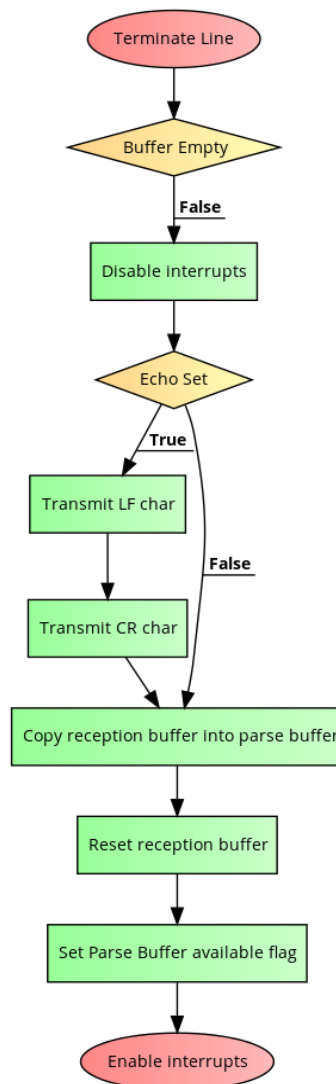 Terminate Line
Buffer Empty
False
Disable interrupts
Echo Set
True
Transmit LF char
False
Transmit CR char
Copy reception buffer into parse buffer
Reset reception buffer
Set Parse Buffer available flag
Enable interrupts